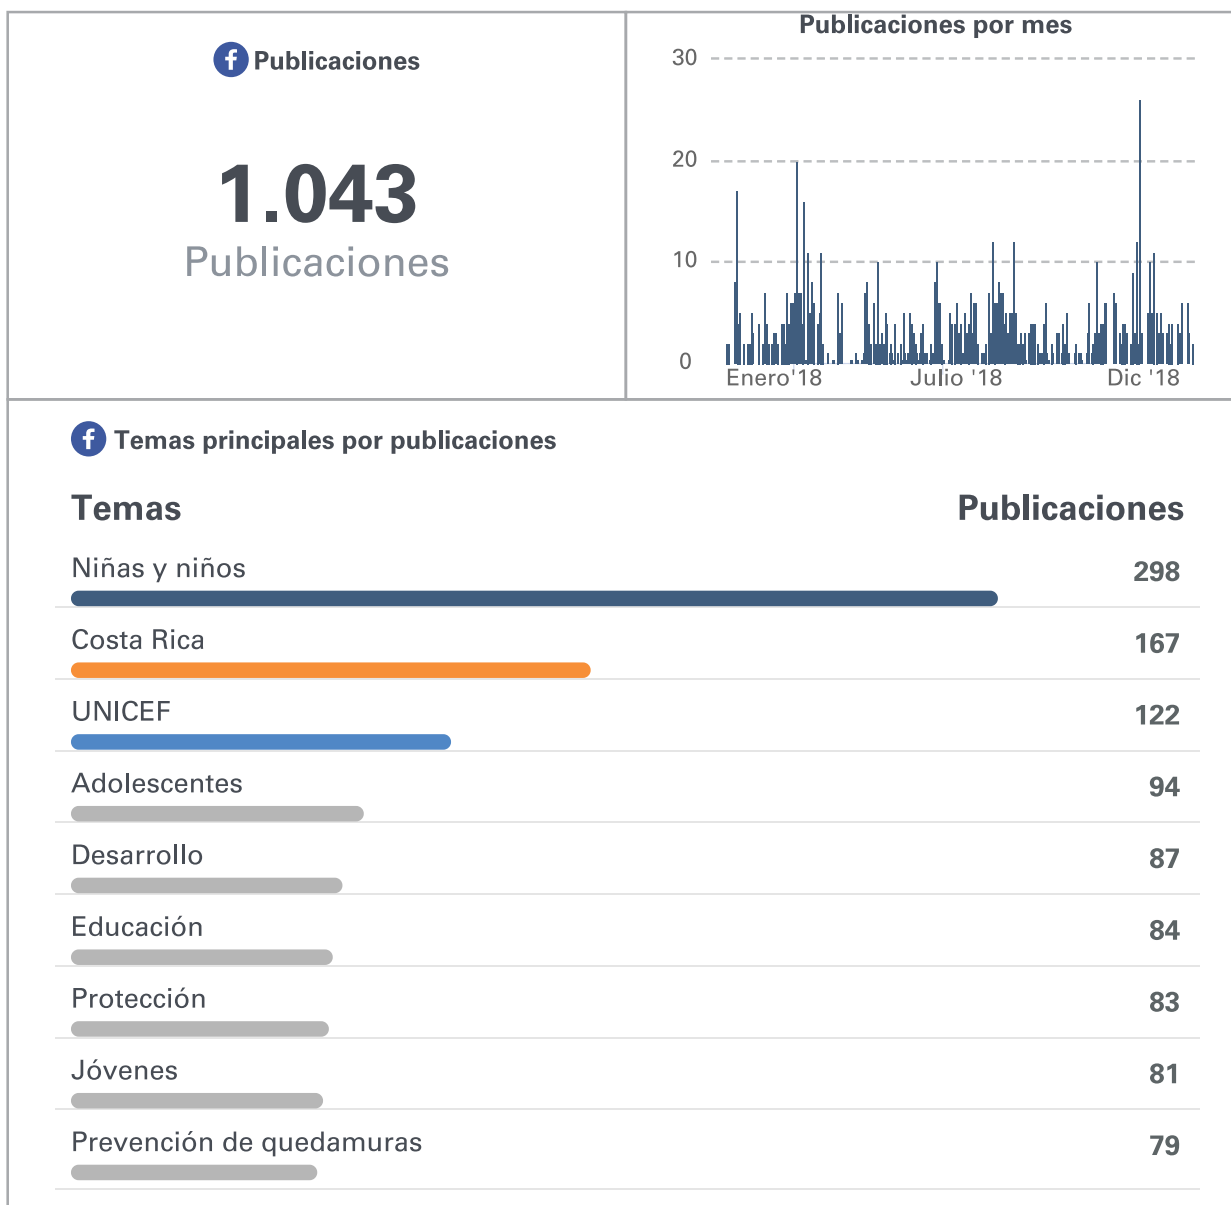 Publicaciones
1.043
Publicaciones
Publicaciones por mes
30
20
10
0
Enero'18 Julio '18 Dic '18
Temas principales por publicaciones
Temas Publicaciones
Niñas y niños 298
Costa Rica 167
UNICEF 122
Adolescentes 94
Desarrollo 87
Educación 84
Protección 83
Jóvenes 81
Prevención de quedamuras 79